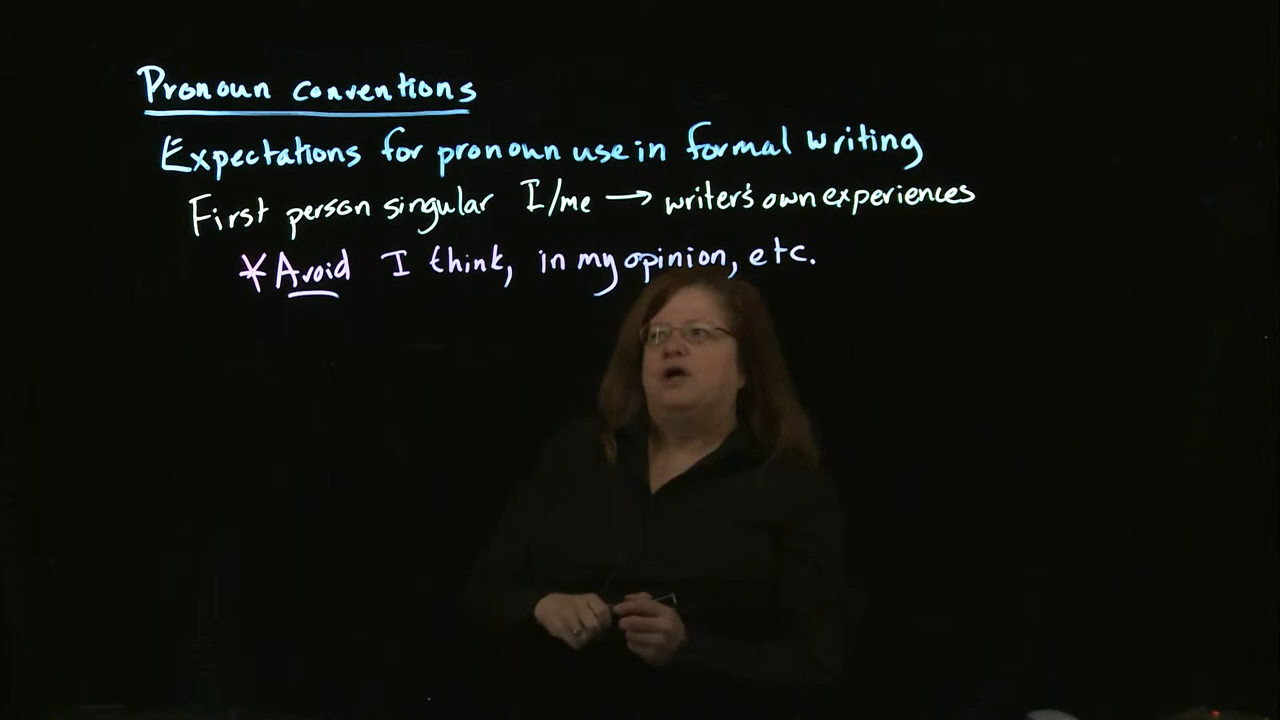 Pronoun conventions
Expectations for pronoun use in formal writing
First person singular I/me → writer's own experiences
*Avoid I think, in my opinion, etc.